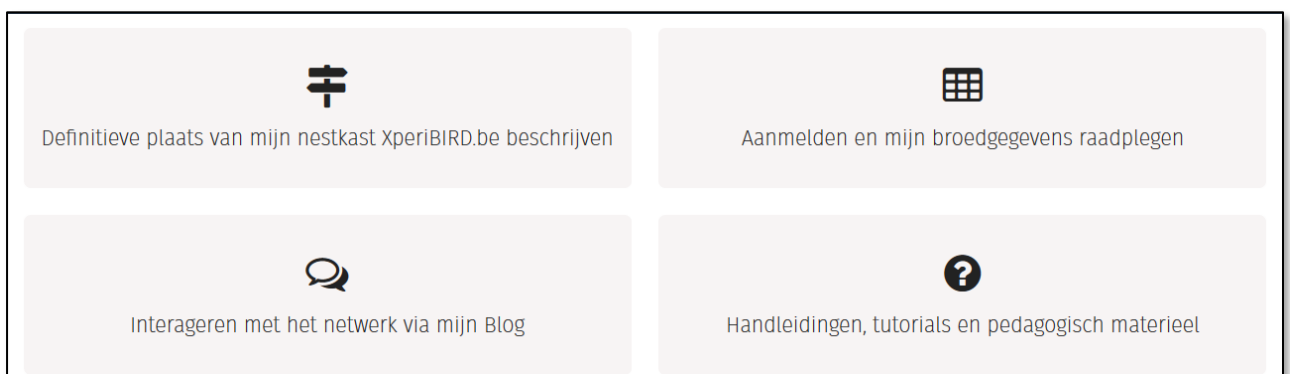 Definitieve plaats van mijn nestkast XperiBIRD.be beschrijven
Aanmelden en mijn broedgegevens raadplegen
Interageren met het netwerk via mijn Blog
Handleidingen, tutorials en pedagogisch materieel